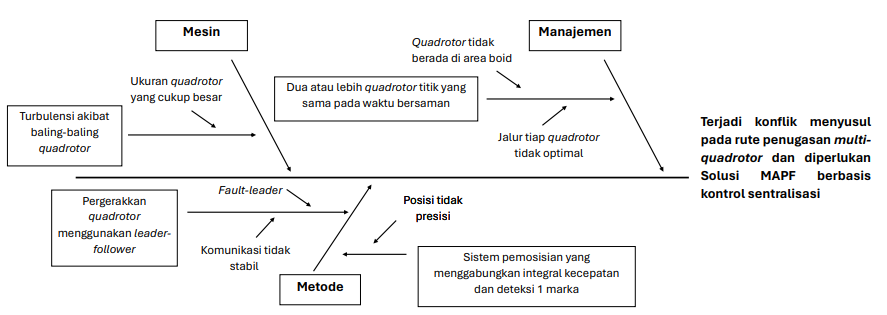 Mesin
Manajemen
Quadrotor tidak
berada di area boid
Ukuran quadrotor
yang cukup besar
Dua atau lebih quadrotor titik yang
sama pada waktu bersaman
Turbulensi akibat
baling-baling
quadrotor
Jalur tiap quadrotor
tidak optimal
Terjadi konflik menyusul
pada rute penugasan multi-
quadrotor dan diperlukan
Solusi MAPF berbasis
kontrol sentralisasi
Fault-leader
Pergerakkan
quadrotor
menggunakan leader-
follower
Posisi tidak
presisi
Komunikasi tidak
stabil
Sistem pemosisian yang
menggabungkan integral kecepatan
dan deteksi 1 marka
Metode